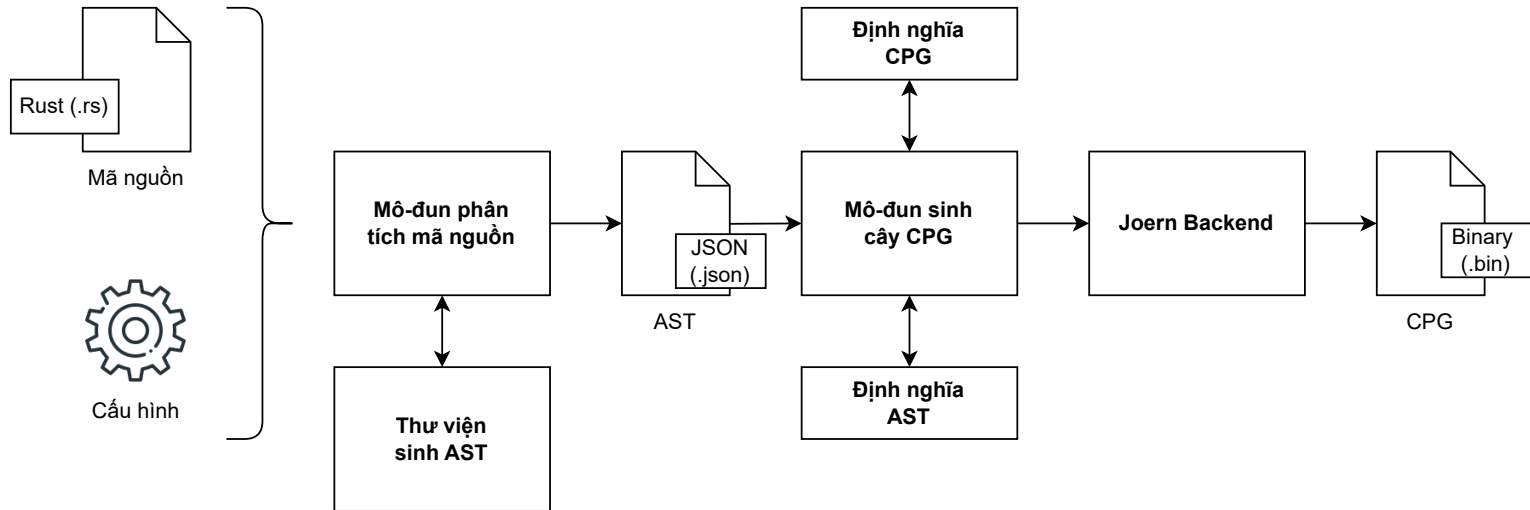 Rust (.rs)
Mã nguồn
Cấu hình
Mô-đun phân
tích mã nguồn
Thư viện
sinh AST
JSON
(.json)
AST
Định nghĩa
CPG
Mô-đun sinh
cây CPG
Định nghĩa
AST
Joern Backend
Binary
(.bin)
CPG